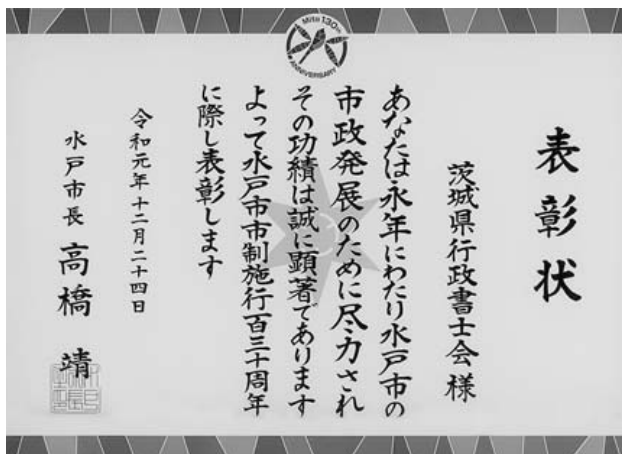 MITO 130th
ANNIVERSARY
表彰状
茨城県行政書士会 様
あなたは永年にわたり水戸市の
市政発展のために尽力され
その功績は誠に顕著であります
よって水戸市市制施行百三十周年
に際し表彰します
令和元年十二月二十四日
水戸市長 高橋 靖